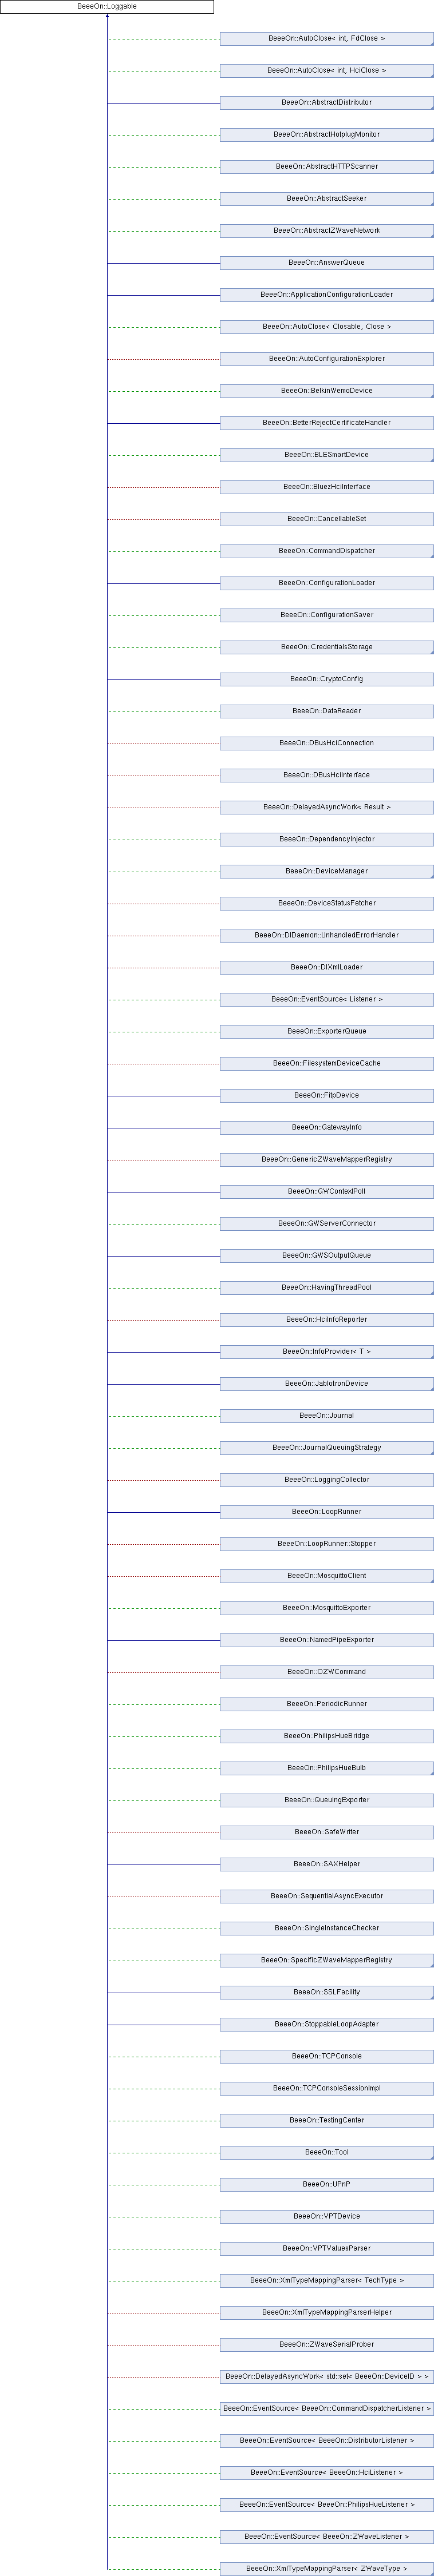 BeeeOn::Loggable
BeeeOn::AutoClose< int, FdClose >
BeeeOn::AutoClose< int, HciClose >
BeeeOn::AbstractDistributor
BeeeOn::AbstractHotplugMonitor
BeeeOn::AbstractHTTPScanner
BeeeOn::AbstractSeeker
BeeeOn::AbstractZWaveNetwork
BeeeOn::AnswerQueue
BeeeOn::ApplicationConfigurationLoader
BeeeOn::AutoClose< Closable, Close >
BeeeOn::AutoConfigurationExplorer
BeeeOn::BelkinWemoDevice
BeeeOn::BetterRejectCertificateHandler
BeeeOn::BLESmartDevice
BeeeOn::BluezHciInterface
BeeeOn::CancellableSet
BeeeOn::CommandDispatcher
BeeeOn::ConfigurationLoader
BeeeOn::ConfigurationSaver
BeeeOn::CredentialsStorage
BeeeOn::CryptoConfig
BeeeOn::DataReader
BeeeOn::DBusHciConnection
BeeeOn::DBusHciInterface
BeeeOn::DelayedAsyncWork< Result >
BeeeOn::DependencyInjector
BeeeOn::DeviceManager
BeeeOn::DeviceStatusFetcher
BeeeOn::DIDaemon::UnhandledErrorHandler
BeeeOn::DIXmlLoader
BeeeOn::EventSource< Listener >
BeeeOn::ExporterQueue
BeeeOn::FilesystemDeviceCache
BeeeOn::FitpDevice
BeeeOn::GatewayInfo
BeeeOn::GenericZWaveMapperRegistry
BeeeOn::GWContextPoll
BeeeOn::GWServerConnector
BeeeOn::GWSOutputQueue
BeeeOn::HavingThreadPool
BeeeOn::HciInfoReporter
BeeeOn::InfoProvider< T >
BeeeOn::JablotronDevice
BeeeOn::Journal
BeeeOn::JournalQueuingStrategy
BeeeOn::LoggingCollector
BeeeOn::LoopRunner
BeeeOn::LoopRunner::Stopper
BeeeOn::MosquittoClient
BeeeOn::MosquittoExporter
BeeeOn::NamedPipeExporter
BeeeOn::OZWCommand
BeeeOn::PeriodicRunner
BeeeOn::PhilipsHueBridge
BeeeOn::PhilipsHueBulb
BeeeOn::QueuingExporter
BeeeOn::SafeWriter
BeeeOn::SAXHelper
BeeeOn::SequentialAsyncExecutor
BeeeOn::SingleInstanceChecker
BeeeOn::SpecificZWaveMapperRegistry
BeeeOn::SSLFacility
BeeeOn::StoppableLoopAdapter
BeeeOn::TCPConsole
BeeeOn::TCPConsoleSessionImpl
BeeeOn::TestingCenter
BeeeOn::Tool
BeeeOn::UPnP
BeeeOn::VPTDevice
BeeeOn::VPTValuesParser
BeeeOn::XmlTypeMappingParser< TechType >
BeeeOn::XmlTypeMappingParserHelper
BeeeOn::ZWaveSerialProber
BeeeOn::DelayedAsyncWork< std::set< BeeeOn::DeviceID > >
BeeeOn::EventSource< BeeeOn::CommandDispatcherListener >
BeeeOn::EventSource< BeeeOn::DistributorListener >
BeeeOn::EventSource< BeeeOn::HciListener >
BeeeOn::EventSource< BeeeOn::PhilipsHueListener >
BeeeOn::EventSource< BeeeOn::ZWaveListener >
BeeeOn::XmlTypeMappingParser< ZWaveType >